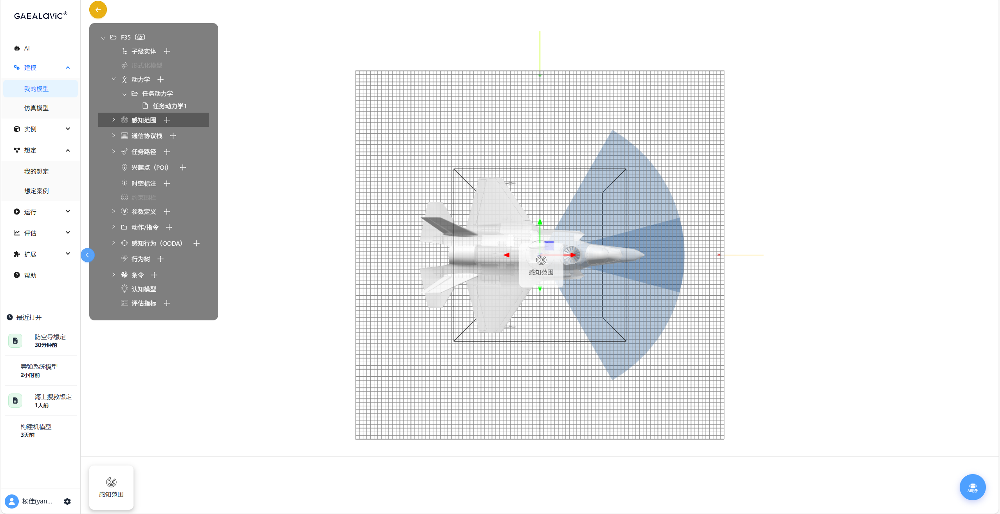 GAEALAVIC®
AI
建模
我的模型
仿真模型
实例
想定
我的想定
想定案例
运行
评估
扩展
帮助
最近打开
防空导想定
30分钟前
导弹系统模型
2小时前
海上搜救想定
1天前
构建机模型
3天前
杨佳(yan...
F35（蓝）
子级实体
形式化模型
动力学
任务动力学
任务动力学1
感知范围
通信协议栈
任务路径
兴趣点（POI）
时空标注
约束围栏
参数定义
动作/指令
感知行为（OODA）
行为树
条令
认知模型
评估指标
感知范围
感知范围
AI助手